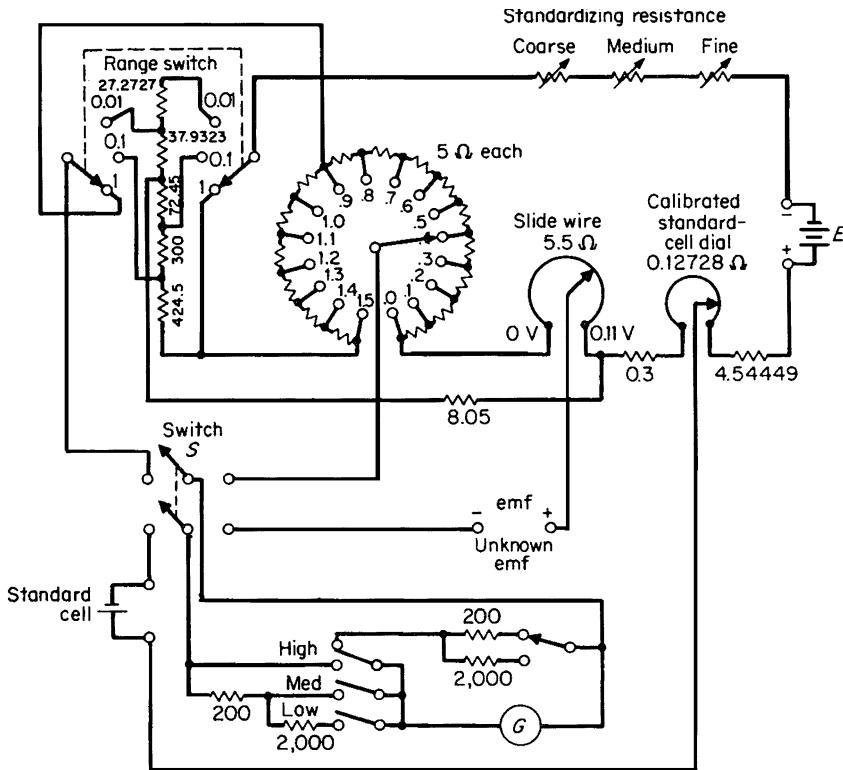 Standardizing resistance
Coarse Medium Fine
Range switch
27.2727
0.01
0.01
37.9323
0.1
0.1
1
1
72.45
300
424.5
5 Ω each
.9
.8
.7
.6
.5
.3
.2
.1
.0
1.5
1.4
1.3
1.2
1.1
1.0
Slide wire
5.5 Ω
0 V
0.11 V
Calibrated
standard-
cell dial
0.12728 Ω
−
+
E
0.3
4.54449
8.05
Switch
S
− emf +
Unknown
emf
Standard
cell
High
Med
Low
200
2,000
200
2,000
G